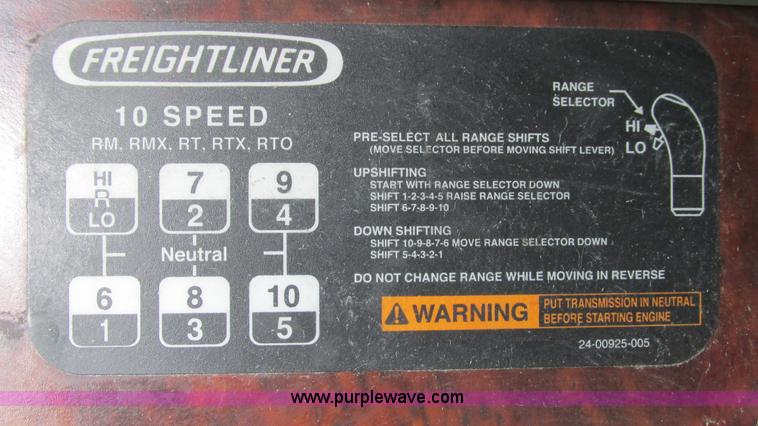 FREIGHTLINER
10 SPEED
RM, RMX, RT, RTX, RTO
HI
R
LO
7
2
9
4
Neutral
6
1
8
3
10
5
RANGE
SELECTOR
HI
LO
PRE-SELECT ALL RANGE SHIFTS
(MOVE SELECTOR BEFORE MOVING SHIFT LEVER)
UPSHIFTING
START WITH RANGE SELECTOR DOWN
SHIFT 1-2-3-4-5 RAISE RANGE SELECTOR
SHIFT 6-7-8-9-10
DOWN SHIFTING
SHIFT 10-9-8-7-6 MOVE RANGE SELECTOR DOWN
SHIFT 5-4-3-2-1
DO NOT CHANGE RANGE WHILE MOVING IN REVERSE
WARNING
PUT TRANSMISSION IN NEUTRAL
BEFORE STARTING ENGINE
24-00925-005
www.purplewave.com